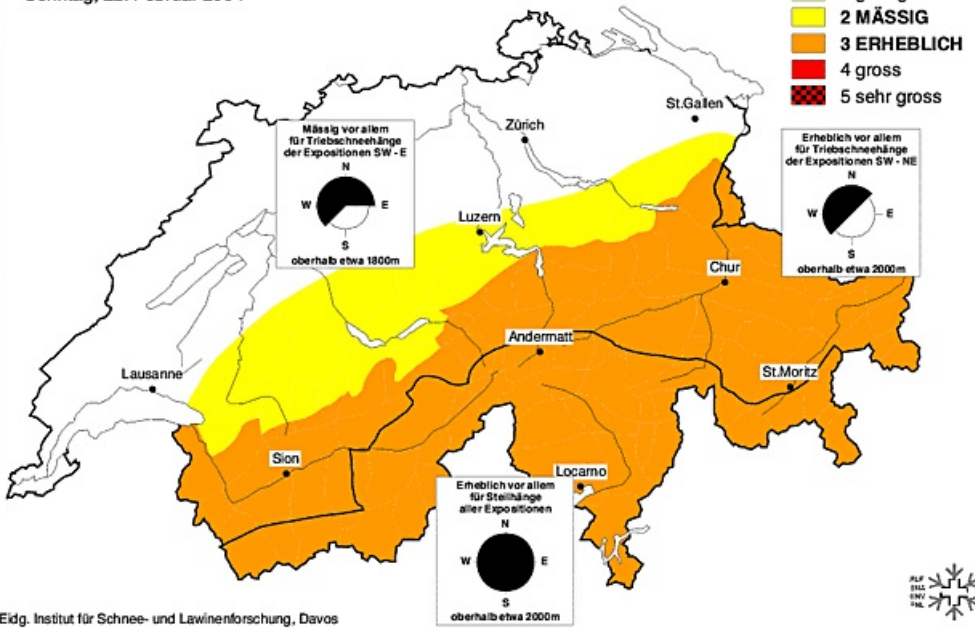 2 MÄSSIG
3 ERHEBLICH
4 gross
5 sehr gross
St.Gallen
Zürich
Mässig vor allem
für Triebschneehänge
der Expositionen SW - E
N
W
E
S
oberhalb etwa 1800m
Erheblich vor allem
für Triebschneehänge
der Expositionen SW - NE
N
W
E
S
oberhalb etwa 2000m
Luzern
Chur
Andermatt
Lausanne
St.Moritz
Sion
Locarno
Erheblich vor allem
für Steilhänge
aller Expositionen
N
W
E
S
oberhalb etwa 2000m
Eidg. Institut für Schnee- und Lawinenforschung, Davos